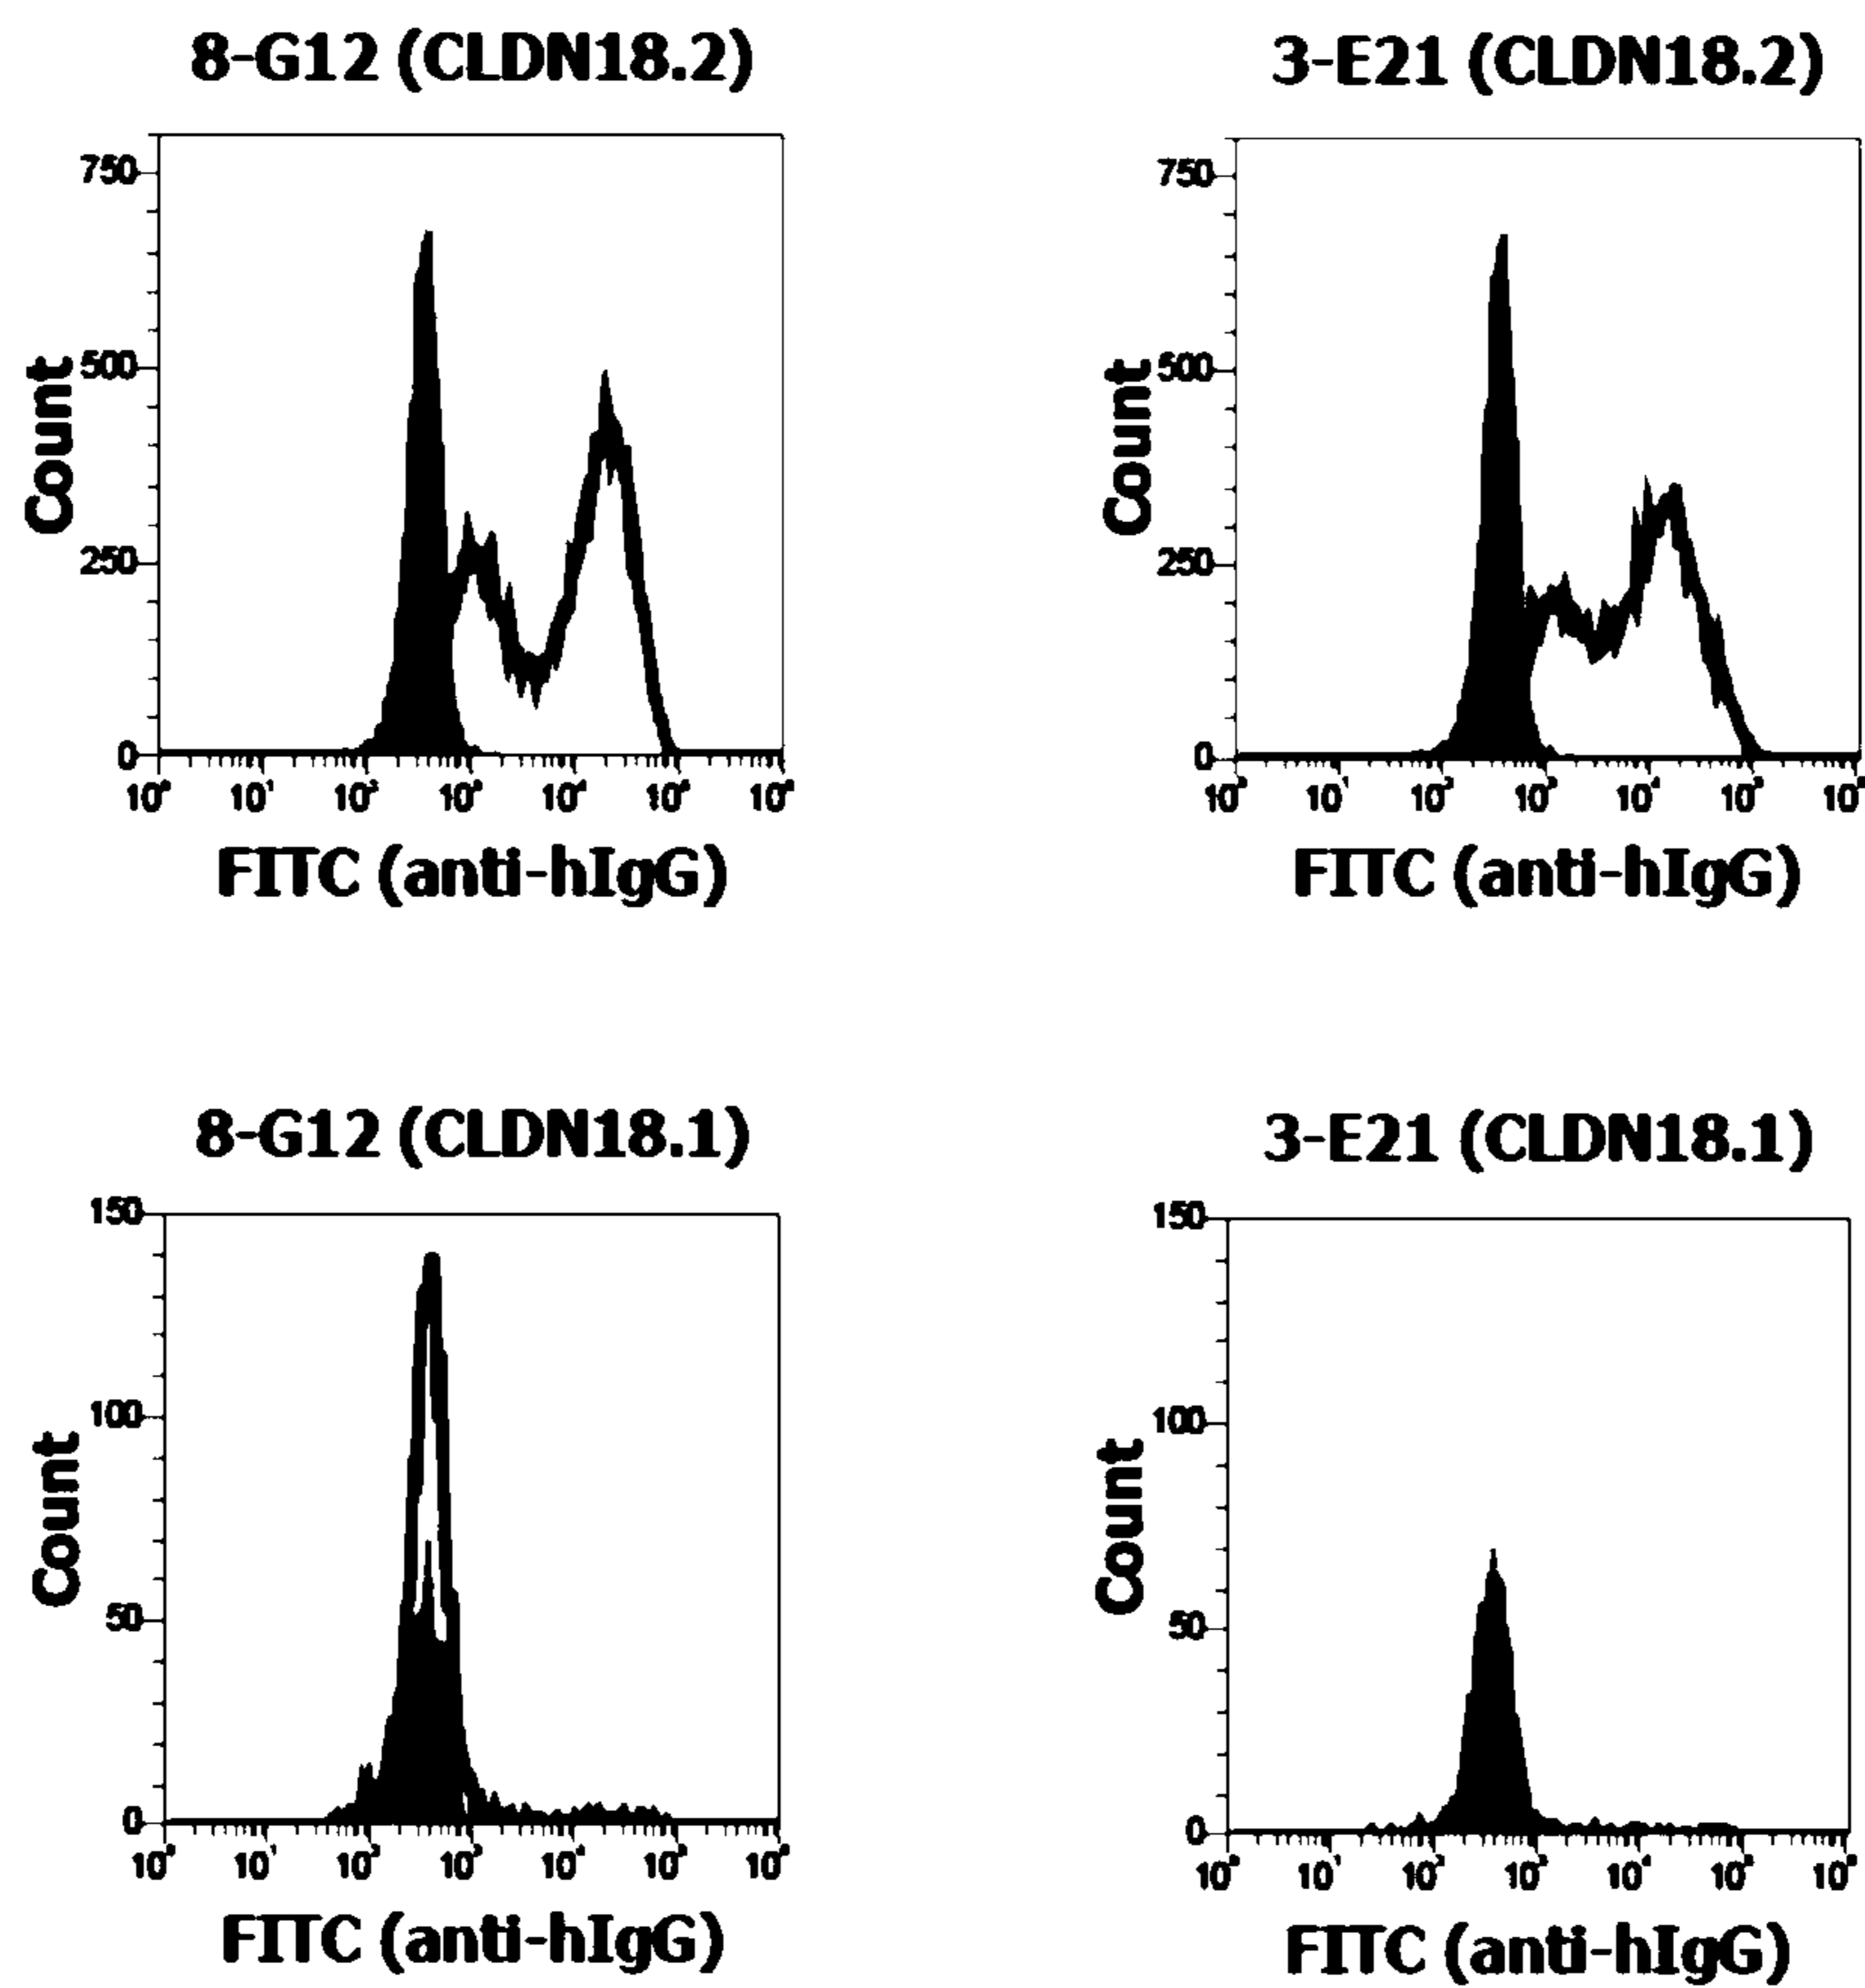 8-G12 (CLDN18.2)
750
500
250
0
Count
10⁰ 10¹ 10² 10³ 10⁴ 10⁵ 10⁶
FITC (anti-hIgG)
3-E21 (CLDN18.2)
750
500
250
0
Count
10⁰ 10¹ 10² 10³ 10⁴ 10⁵ 10⁶
FITC (anti-hIgG)
8-G12 (CLDN18.1)
150
100
50
0
Count
10⁰ 10¹ 10² 10³ 10⁴ 10⁵ 10⁶
FITC (anti-hIgG)
3-E21 (CLDN18.1)
150
100
50
0
Count
10⁰ 10¹ 10² 10³ 10⁴ 10⁵ 10⁶
FITC (anti-hIgG)